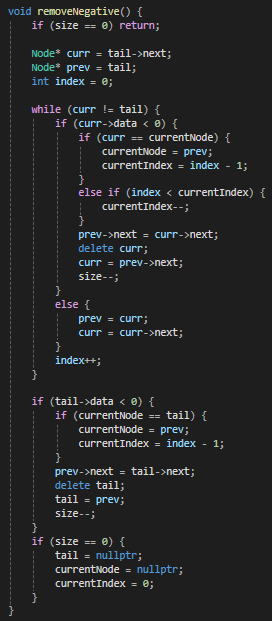 void removeNegative() {
    if (size == 0) return;

    Node* curr = tail->next;
    Node* prev = tail;
    int index = 0;

    while (curr != tail) {
        if (curr->data < 0) {
            if (curr == currentNode) {
                currentNode = prev;
                currentIndex = index - 1;
            }
            else if (index < currentIndex) {
                currentIndex--;
            }
            prev->next = curr->next;
            delete curr;
            curr = prev->next;
            size--;
        }
        else {
            prev = curr;
            curr = curr->next;
        }
        index++;
    }

    if (tail->data < 0) {
        if (currentNode == tail) {
            currentNode = prev;
            currentIndex = index - 1;
        }
        prev->next = tail->next;
        delete tail;
        tail = prev;
        size--;
    }
    if (size == 0) {
        tail = nullptr;
        currentNode = nullptr;
        currentIndex = 0;
    }
}